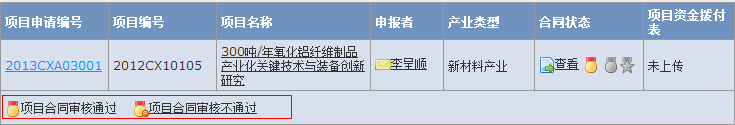 项目申请编号 项目编号 项目名称 申报者 产业类型 合同状态 项目资金拨付表
2013CXA03001 2012CX10105 300吨/年氧化铝纤维制品产业化关键技术与装备创新研究 李呈顺 新材料产业 查看 未上传
项目合同审核通过 项目合同审核不通过